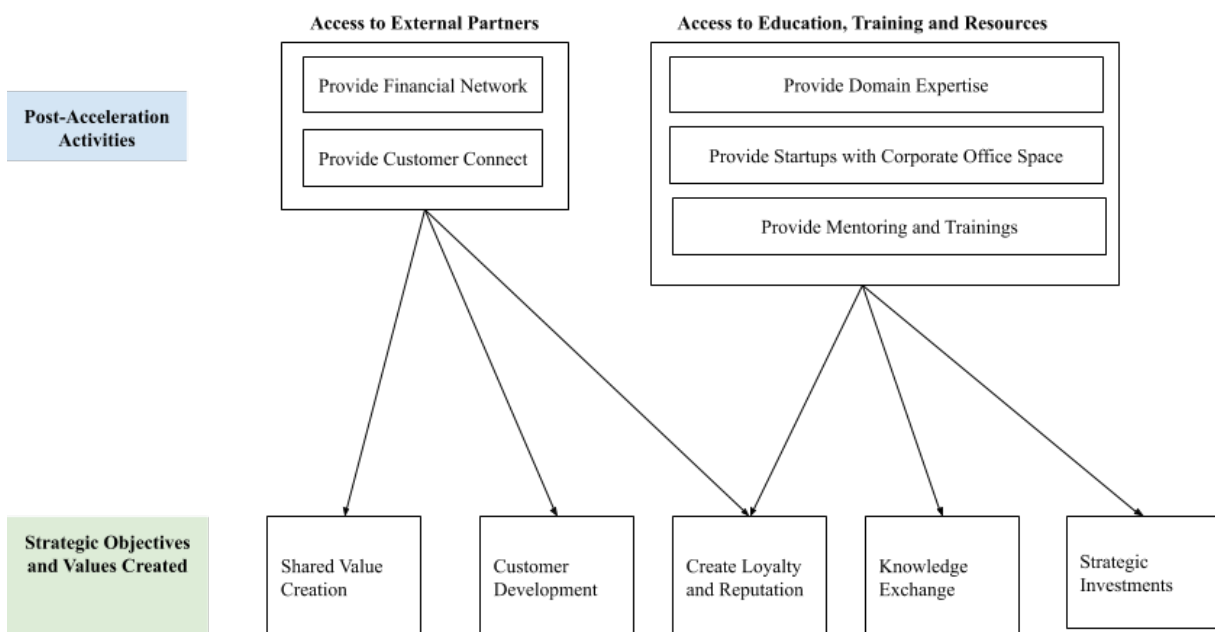 Access to External Partners
Access to Education, Training and Resources
Post-Acceleration
Activities
Provide Financial Network
Provide Customer Connect
Provide Domain Expertise
Provide Startups with Corporate Office Space
Provide Mentoring and Trainings
Strategic Objectives
and Values Created
Shared Value
Creation
Customer
Development
Create Loyalty
and Reputation
Knowledge
Exchange
Strategic
Investments